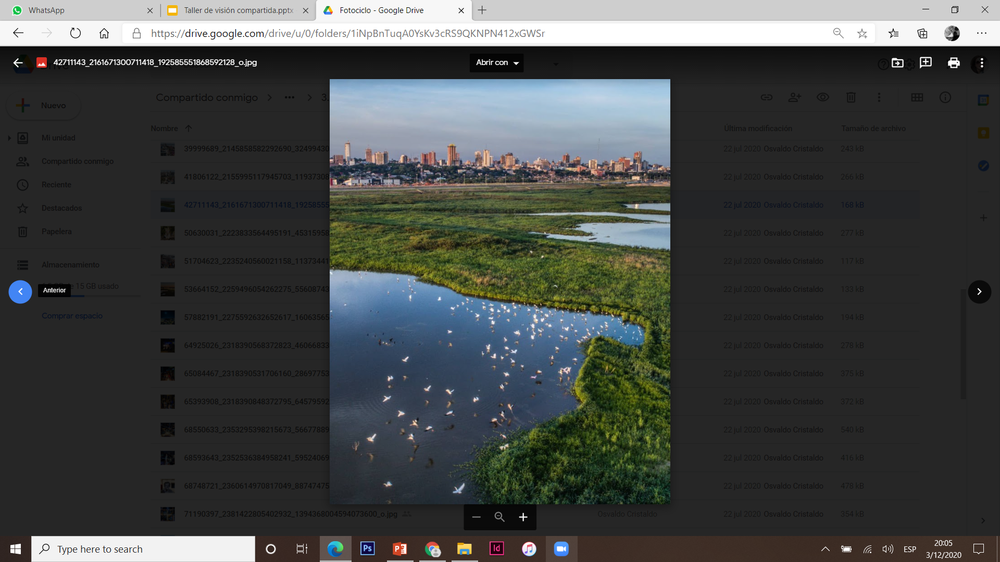 WhatsApp
Taller de visión compartida.pptx
Fotociclo - Google Drive
https://drive.google.com/drive/u/0/folders/1iNpBnTuqA0YsKv3cRS9QKNPN412xGWSr
42711143_2161671300711418_192585551868592128_o.jpg
Abrir con
Compartido conmigo
3.
Nuevo
Nombre
Última modificación
Tamaño de archivo
Mi unidad
Compartido conmigo
Reciente
Destacados
Papelera
Almacenamiento
15 GB usado
Anterior
Comprar espacio
39999689_2145858582292690_32499430 22 jul 2020 Osvaldo Cristaldo 243 kB
41806122_2155995117945703_11937308 22 jul 2020 Osvaldo Cristaldo 266 kB
42711143_2161671300711418_19258555 22 jul 2020 Osvaldo Cristaldo 168 kB
50630031_2223833564495191_45315958 22 jul 2020 Osvaldo Cristaldo 277 kB
51704623_2235240560021158_11373441 22 jul 2020 Osvaldo Cristaldo 117 kB
53664152_2259496054262275_55608743 22 jul 2020 Osvaldo Cristaldo 133 kB
57882191_2275592632652617_16063565 22 jul 2020 Osvaldo Cristaldo 194 kB
64925026_2318390568372823_46066833 22 jul 2020 Osvaldo Cristaldo 278 kB
65084467_2318390531706160_28697753 22 jul 2020 Osvaldo Cristaldo 375 kB
65393908_2318390848372795_64579592 22 jul 2020 Osvaldo Cristaldo 372 kB
68550633_2353295398215673_56677889 22 jul 2020 Osvaldo Cristaldo 540 kB
68593643_2352536384958241_59524069 22 jul 2020 Osvaldo Cristaldo 416 kB
68748721_2360614970817049_88747475 22 jul 2020 Osvaldo Cristaldo 478 kB
71190397_2381422805402932_1394368004594073600_o.jpg Osvaldo Cristaldo 22 jul 2020 Osvaldo Cristaldo 354 kB
Type here to search
Ps
Id
ESP
20:05
3/12/2020